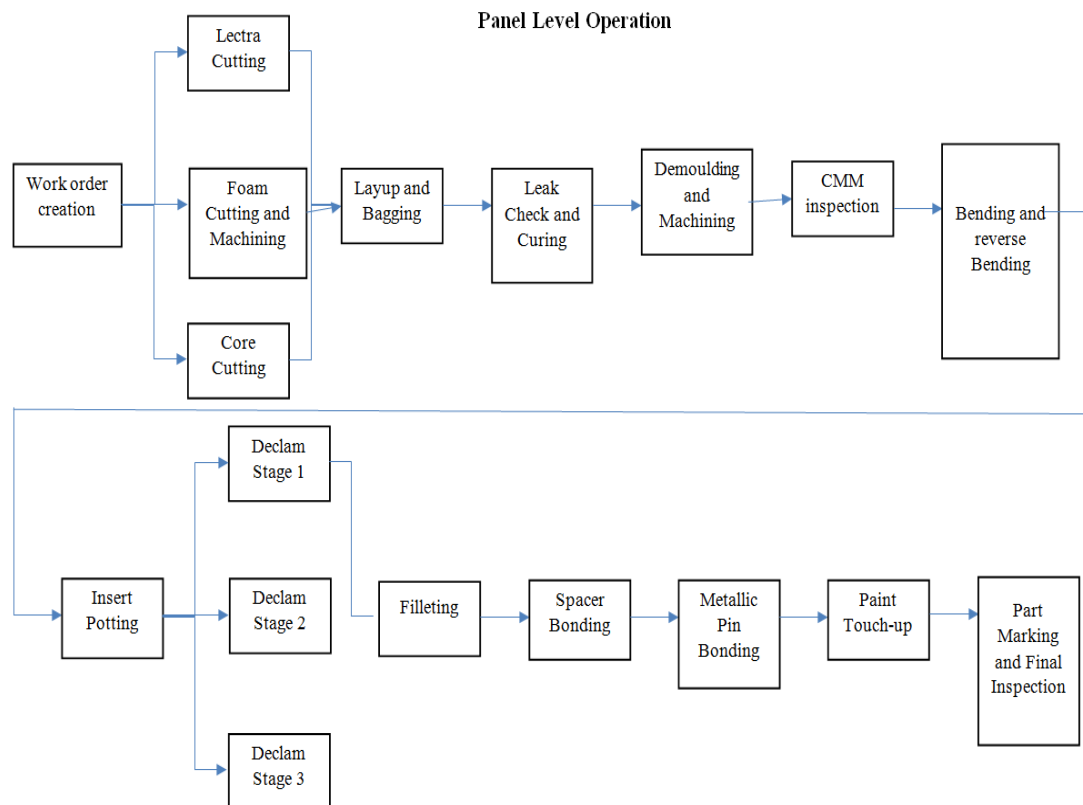 Panel Level Operation
Lectra
Cutting
Work order
creation
Foam
Cutting and
Machining
Core
Cutting
Layup and
Bagging
Leak
Check and
Curing
Demoulding
and
Machining
CMM
inspection
Bending and
reverse
Bending
Insert
Potting
Declam
Stage 1
Declam
Stage 2
Declam
Stage 3
Filleting
Spacer
Bonding
Metallic
Pin
Bonding
Paint
Touch-up
Part
Marking
and Final
Inspection